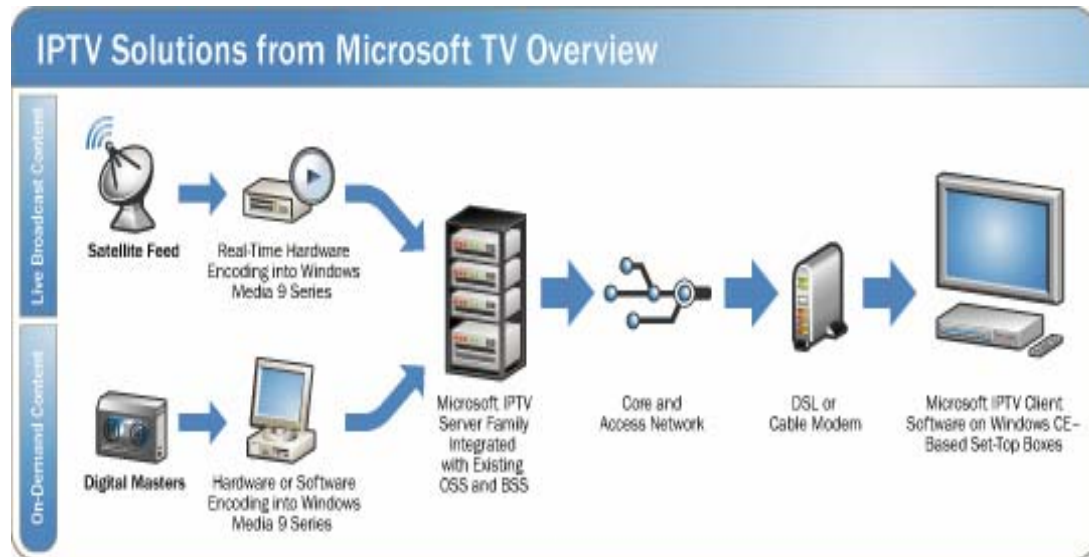 IPTV Solutions from Microsoft TV Overview
Live Broadcast Content
Satellite Feed
Real-Time Hardware
Encoding into Windows
Media 9 Series
On-Demand Content
Digital Masters
Hardware or Software
Encoding into Windows
Media 9 Series
Microsoft IPTV
Server Family
Integrated
with Existing
OSS and BSS
Core and
Access Network
DSL or
Cable Modem
Microsoft IPTV Client
Software on Windows CE–
Based Set-Top Boxes